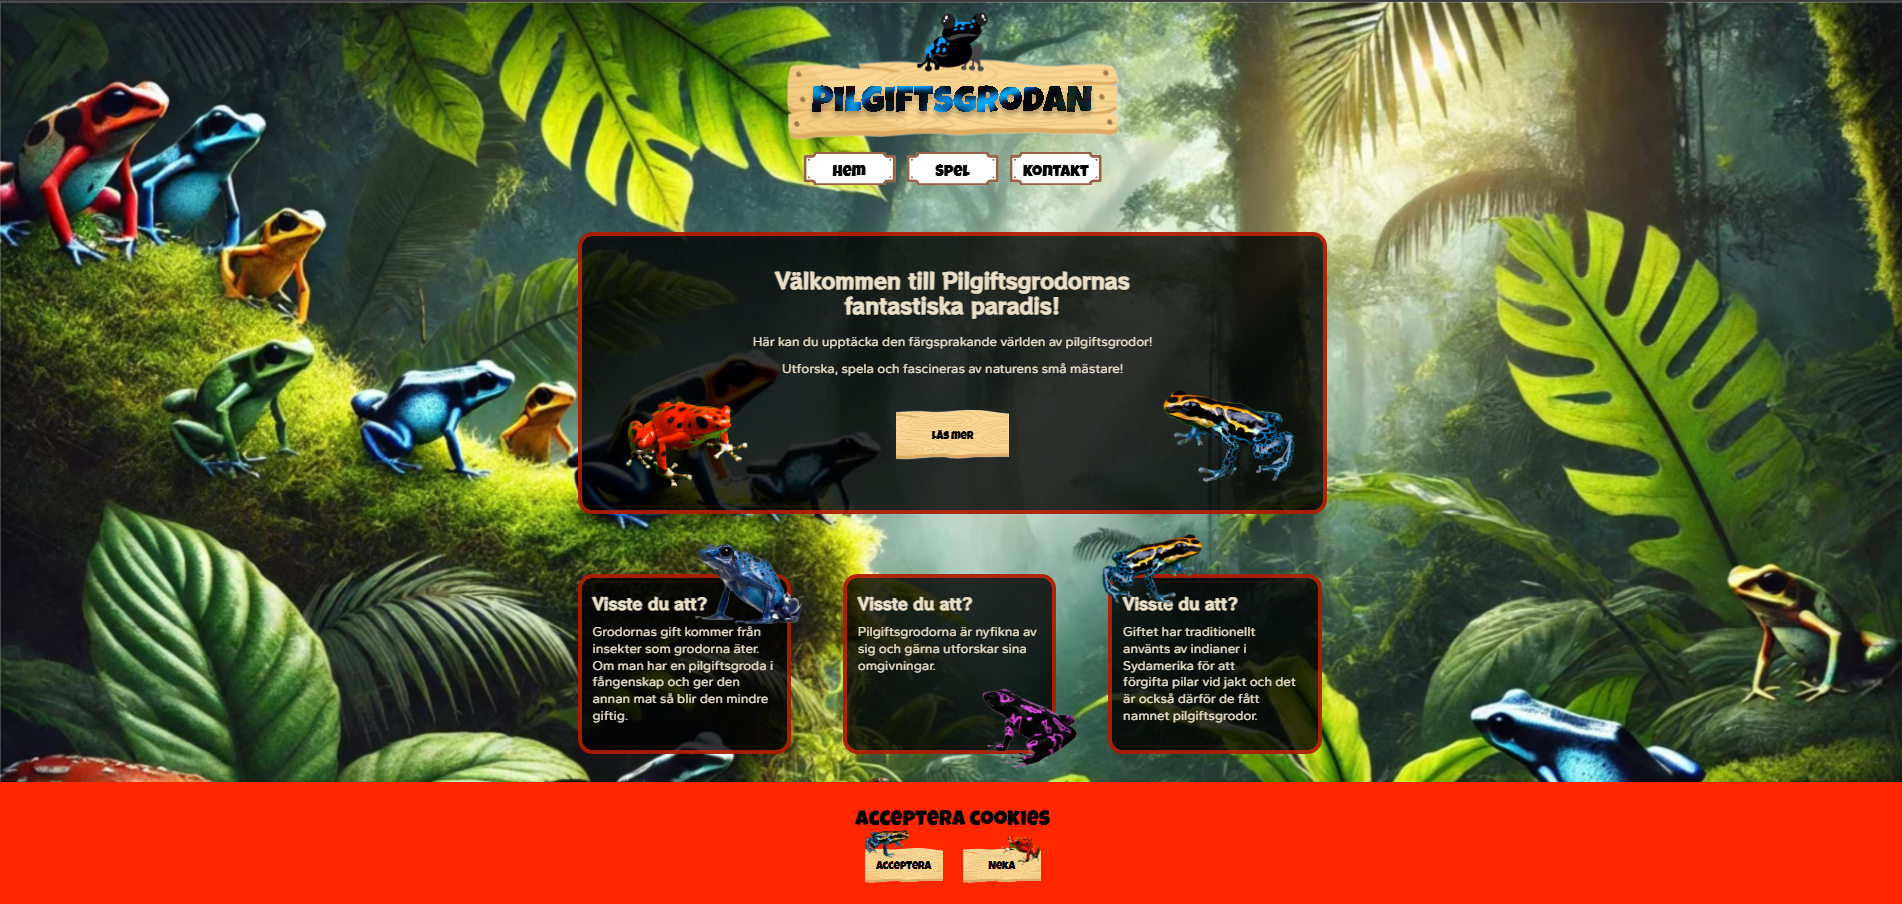 PILGIFTSGRODAN
Hem
Spel
Kontakt
Välkommen till Pilgiftsgrodornas
fantastiska paradis!
Här kan du upptäcka den färgsprakande världen av pilgiftsgrodor!
Utforska, spela och fascineras av naturens små mästare!
Läs mer
Visste du att?
Grodornas gift kommer från
insekter som grodorna äter.
Om man har en pilgiftsgroda i
fångenskap och ger den
annan mat så blir den mindre
giftig.
Visste du att?
Pilgiftsgrodorna är nyfikna av
sig och gärna utforskar sina
omgivningar.
Visste du att?
Giftet har traditionellt
använts av indianer i
Sydamerika för att
förgifta pilar vid jakt och det
är också därför de fått
namnet pilgiftsgrodor.
Acceptera cookies
Acceptera
Neka